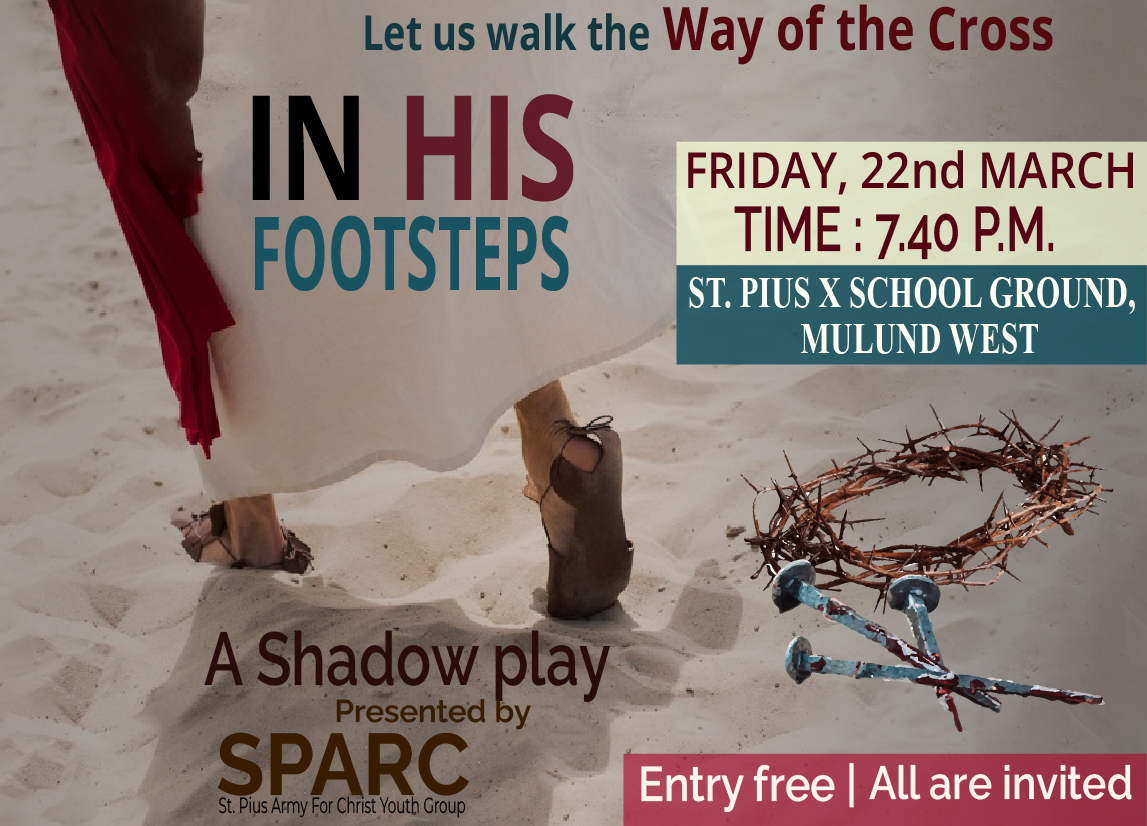 Let us walk the Way of the Cross
IN HIS
FOOTSTEPS
FRIDAY, 22nd MARCH
TIME : 7.40 P.M.
ST. PIUS X SCHOOL GROUND,
MULUND WEST
A Shadow play
Presented by
SPARC
St. Pius Army For Christ Youth Group
Entry free | All are invited